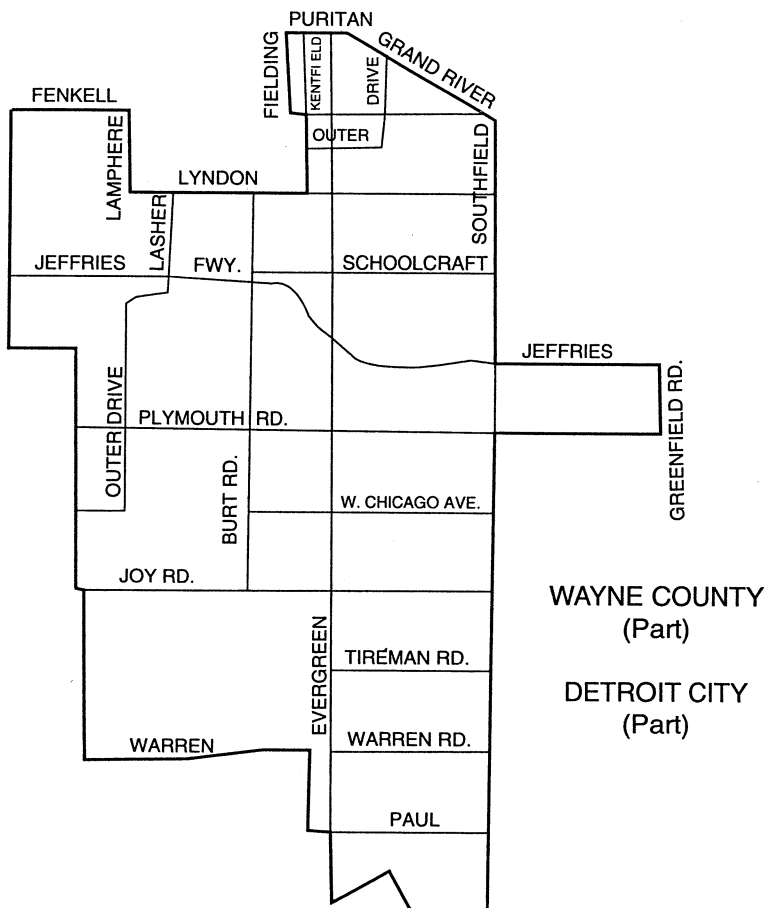 PURITAN
FIELDING
KENTFIELD
DRIVE
GRAND RIVER
FENKELL
LAMPHERE
OUTER
SOUTHFIELD
LYNDON
LASHER
JEFFRIES FWY.
SCHOOLCRAFT
JEFFRIES
GREENFIELD RD.
OUTER DRIVE
PLYMOUTH RD.
BURT RD.
W. CHICAGO AVE.
JOY RD.
WAYNE COUNTY
(Part)
EVERGREEN
TIREMAN RD.
DETROIT CITY
(Part)
WARREN
WARREN RD.
PAUL